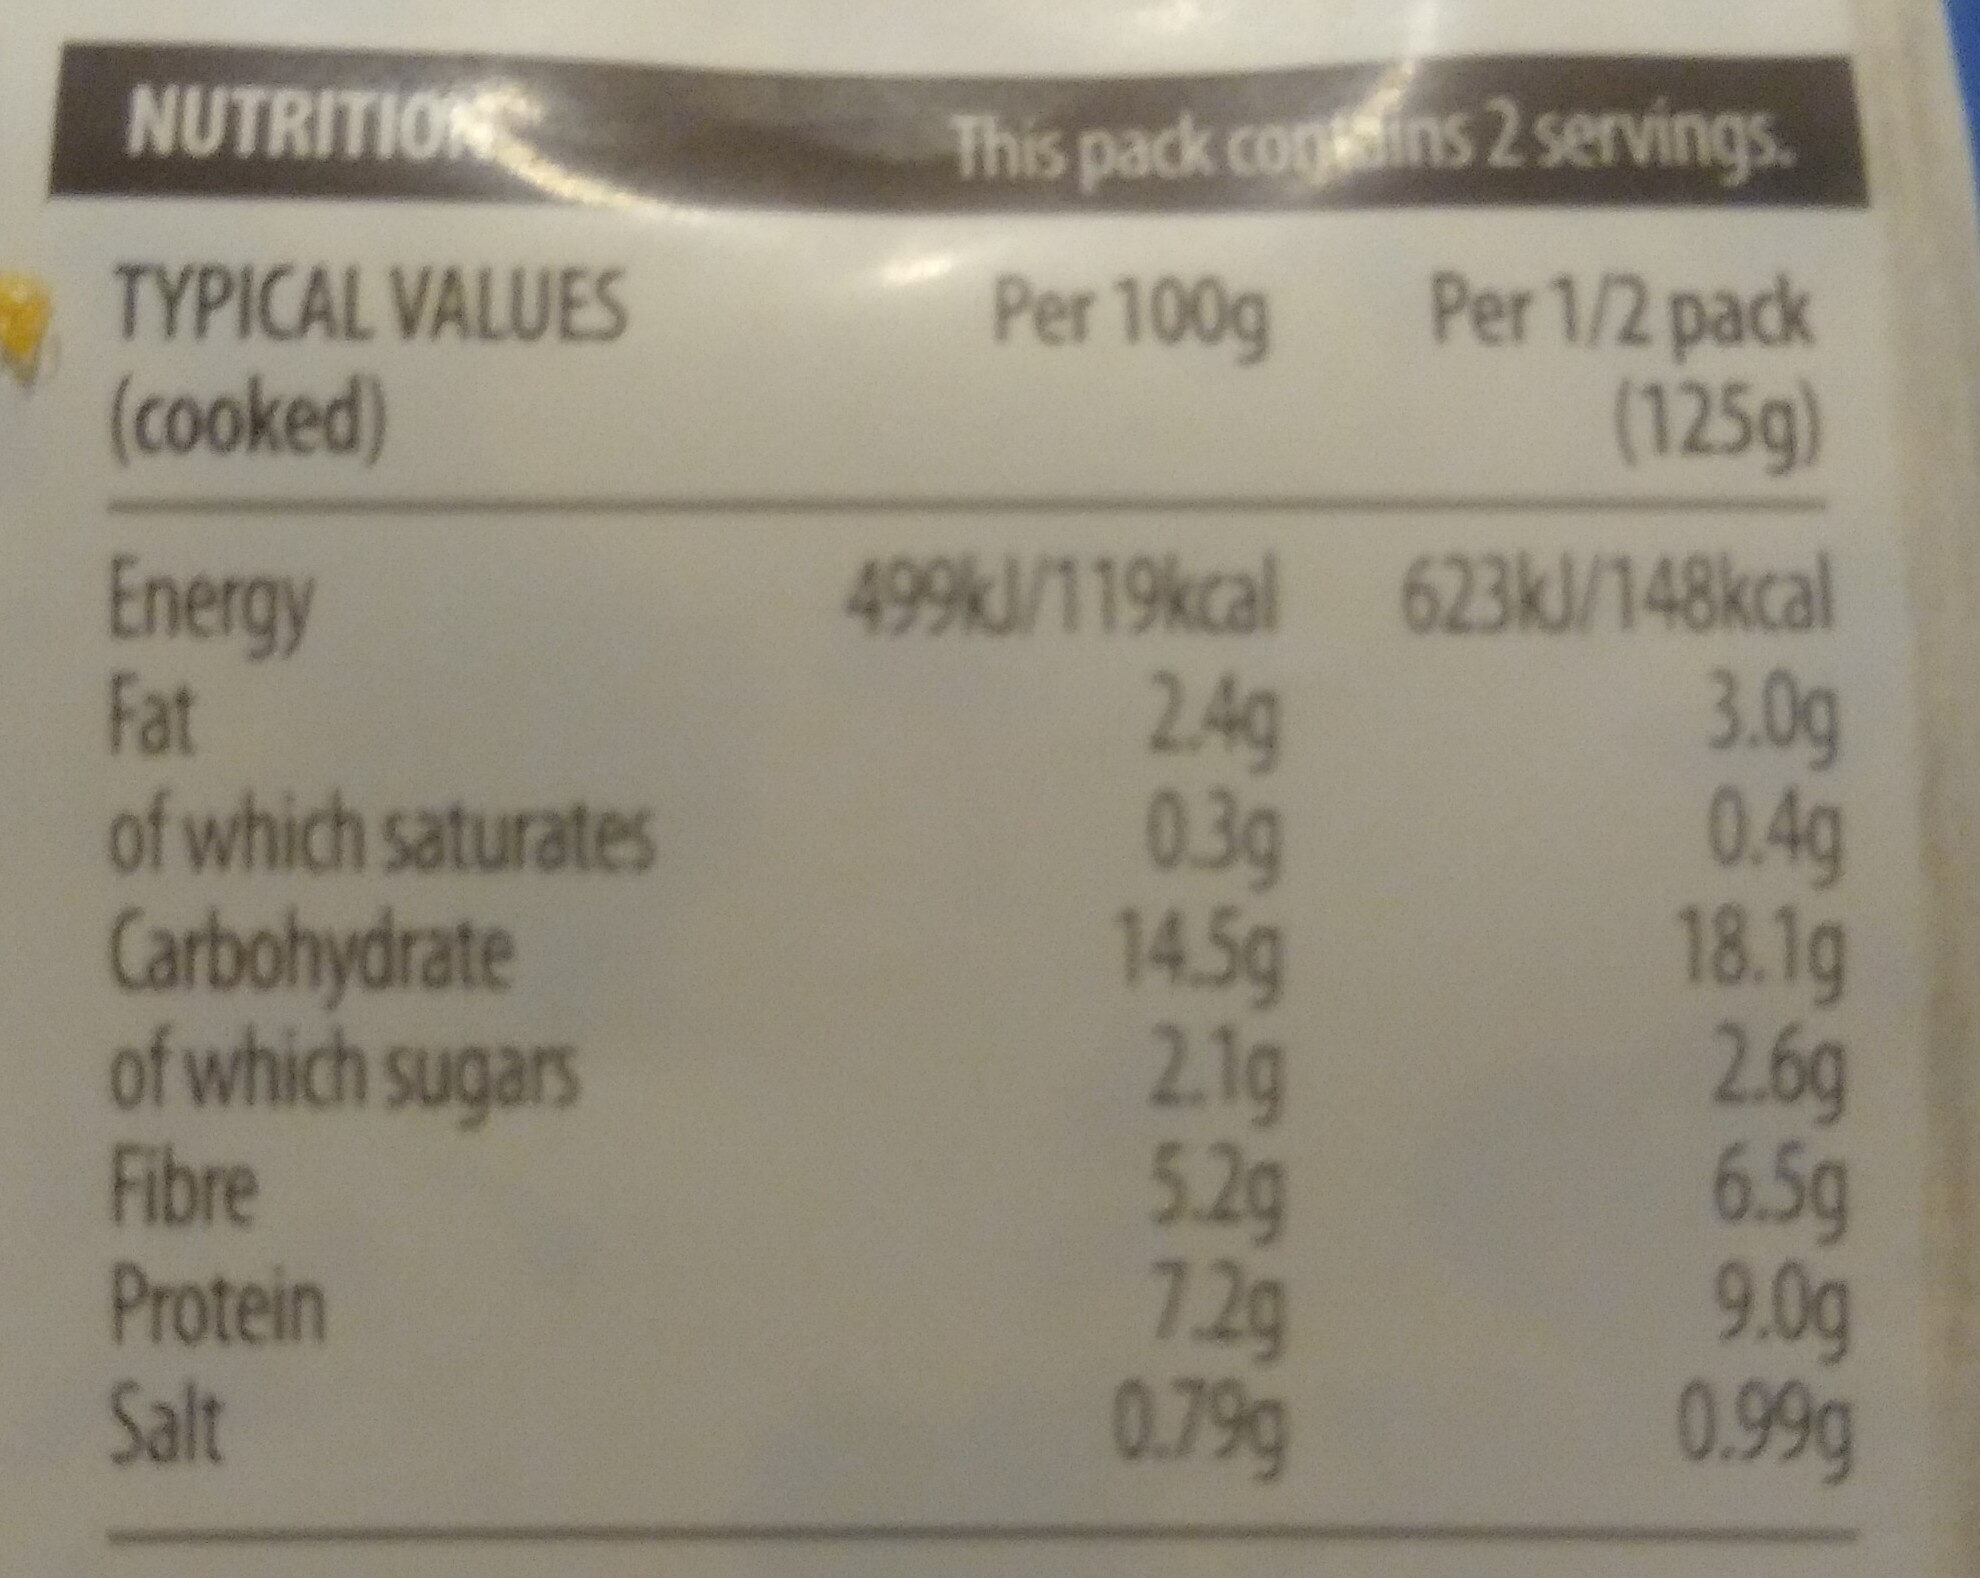 NUTRITION This pack contains 2 servings.
TYPICAL VALUES Per 100g Per 1/2 pack
(cooked) (125g)
Energy 499kJ/119kcal 623kJ/148kcal
Fat 2.4g 3.0g
of which saturates 0.3g 0.4g
Carbohydrate 14.5g 18.1g
of which sugars 2.1g 2.6g
Fibre 5.2g 6.5g
Protein 7.2g 9.0g
Salt 0.79g 0.99g